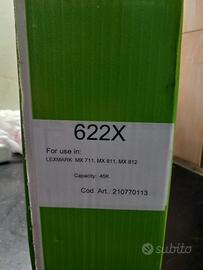 622X
For use in:
LEXMARK MX 711, MX 811, MX 812
Capacity: 45K
Cod. Art.: 210770113
subito